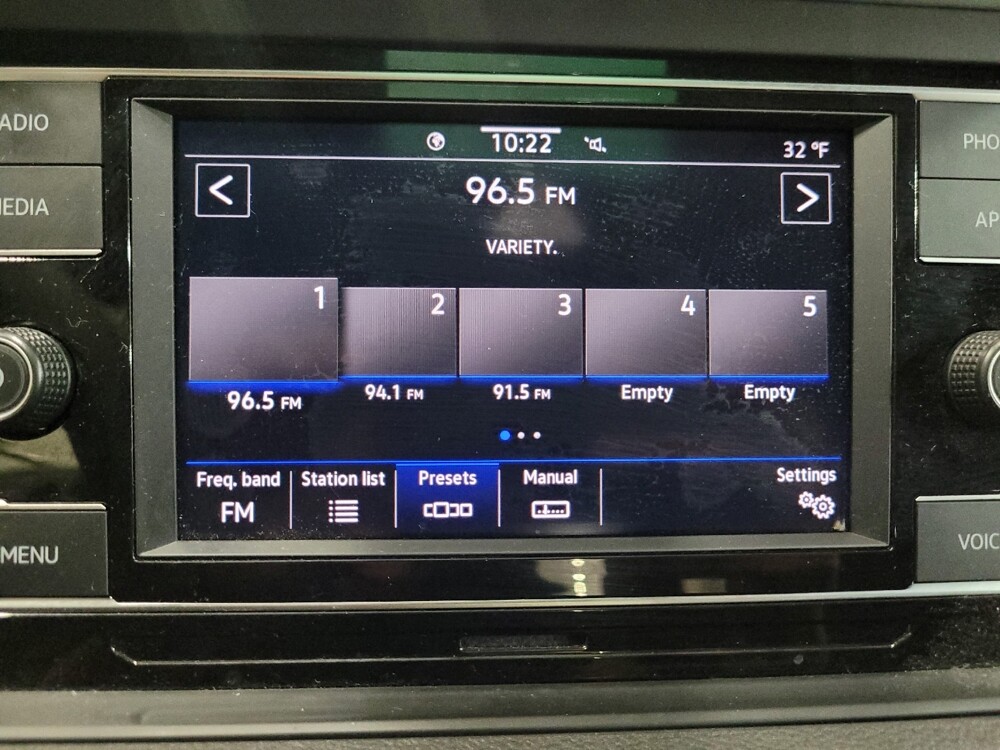 ADIO
EDIA
MENU
10:22
32 °F
<
96.5 FM
>
VARIETY.
1
2
3
4
5
96.5 FM
94.1 FM
91.5 FM
Empty
Empty
Freq. band
FM
Station list
Presets
Manual
Settings
PHO
AP
VOIC